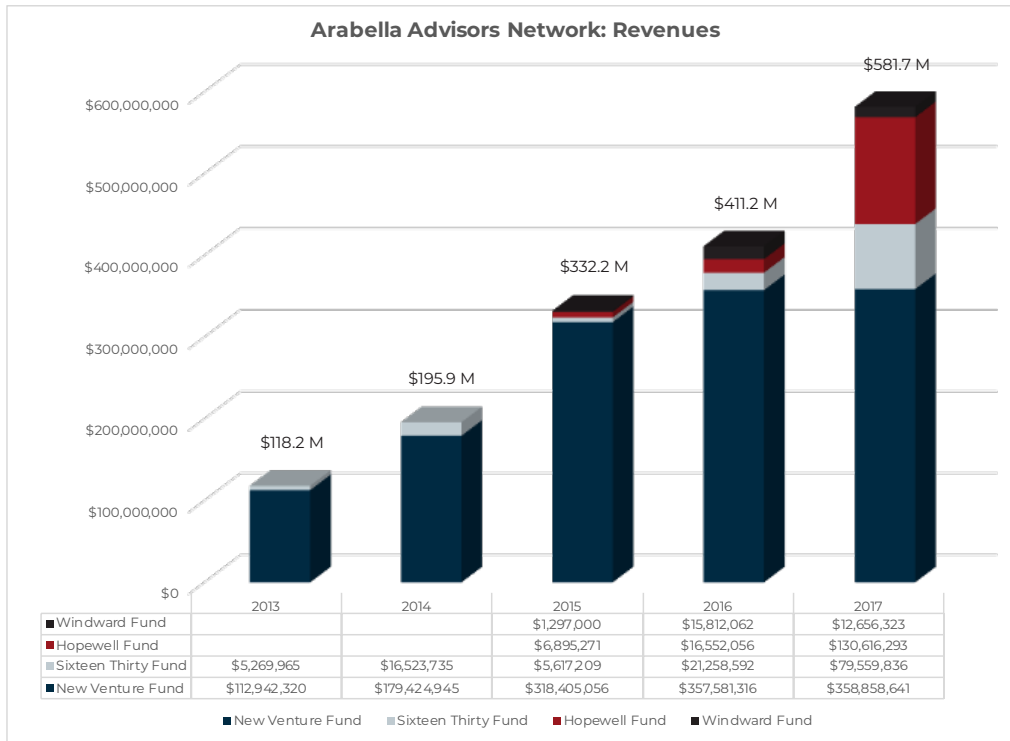 Arabella Advisors Network: Revenues
$581.7 M
$600,000,000
$500,000,000
$411.2 M
$400,000,000
$332.2 M
$300,000,000
$195.9 M
$200,000,000
$118.2 M
$100,000,000
$0
2013 2014 2015 2016 2017
Windward Fund $1,297,000 $15,812,062 $12,656,323
Hopewell Fund $6,895,271 $16,552,056 $130,616,293
Sixteen Thirty Fund $5,269,965 $16,523,735 $5,617,209 $21,258,592 $79,559,836
New Venture Fund $112,942,320 $179,424,945 $318,405,056 $357,581,316 $358,858,641
New Venture Fund Sixteen Thirty Fund Hopewell Fund Windward Fund